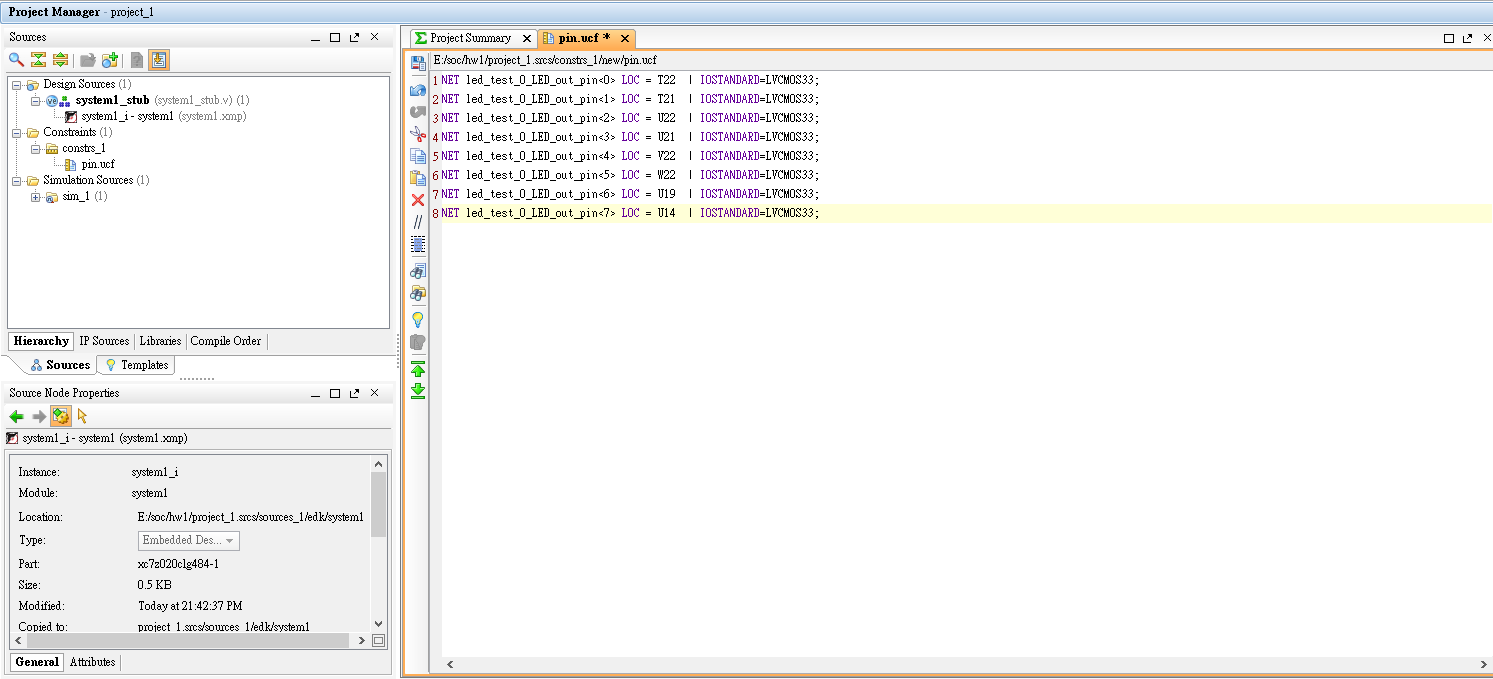 Project Manager - project_1
Sources
Design Sources (1)
system1_stub (system1_stub.v) (1)
system1_i - system1 (system1.xmp)
Constraints (1)
constrs_1
pin.ucf
Simulation Sources (1)
sim_1 (1)
Hierarchy IP Sources Libraries Compile Order
Sources Templates
Source Node Properties
system1_i - system1 (system1.xmp)
Instance: system1_i
Module: system1
Location: E:/soc/hw1/project_1.srcs/sources_1/edk/system1
Type: Embedded Des...
Part: xc7z020clg484-1
Size: 0.5 KB
Modified: Today at 21:42:37 PM
Copied to: project_1.srcs/sources_1/edk/system1
General Attributes
Project Summary pin.ucf *
E:/soc/hw1/project_1.srcs/constrs_1/new/pin.ucf
1 NET led_test_0_LED_out_pin<0> LOC = T22 | IOSTANDARD=LVCMOS33;
2 NET led_test_0_LED_out_pin<1> LOC = T21 | IOSTANDARD=LVCMOS33;
3 NET led_test_0_LED_out_pin<2> LOC = U22 | IOSTANDARD=LVCMOS33;
4 NET led_test_0_LED_out_pin<3> LOC = U21 | IOSTANDARD=LVCMOS33;
5 NET led_test_0_LED_out_pin<4> LOC = V22 | IOSTANDARD=LVCMOS33;
6 NET led_test_0_LED_out_pin<5> LOC = W22 | IOSTANDARD=LVCMOS33;
7 NET led_test_0_LED_out_pin<6> LOC = U19 | IOSTANDARD=LVCMOS33;
8 NET led_test_0_LED_out_pin<7> LOC = U14 | IOSTANDARD=LVCMOS33;